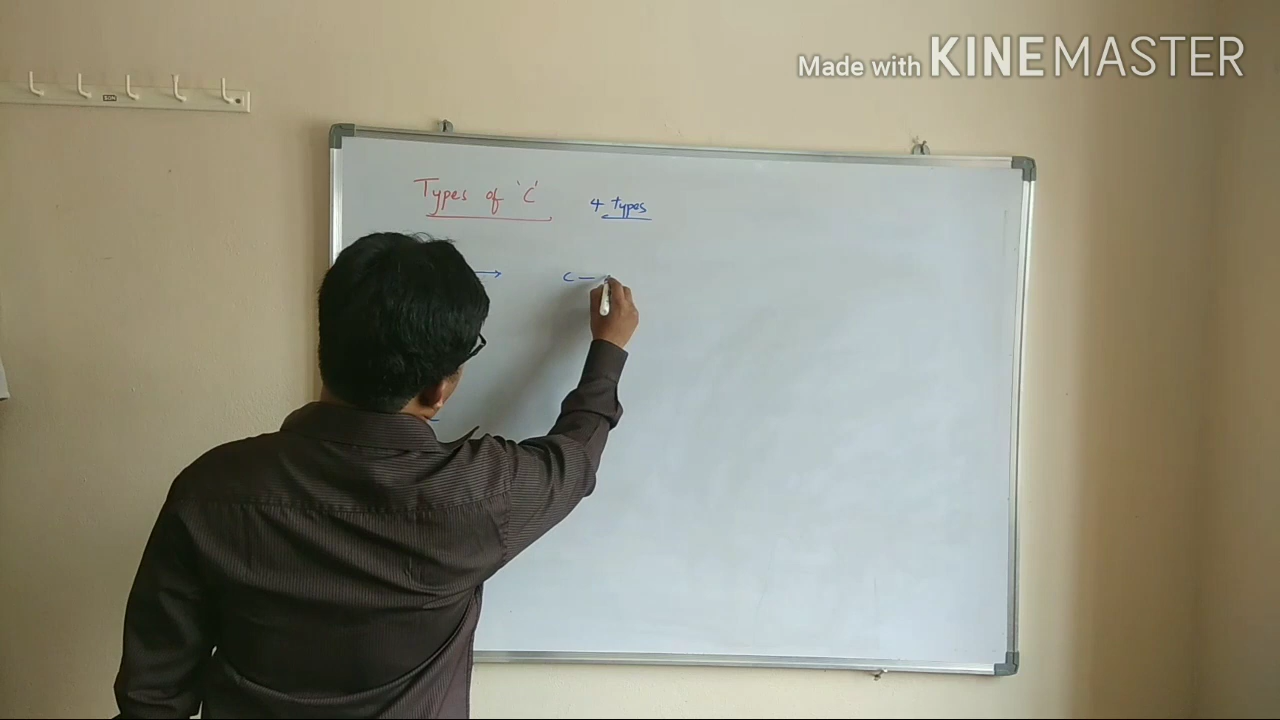 Made with KINEMASTER
Types of 'C' 4 types
→ C –